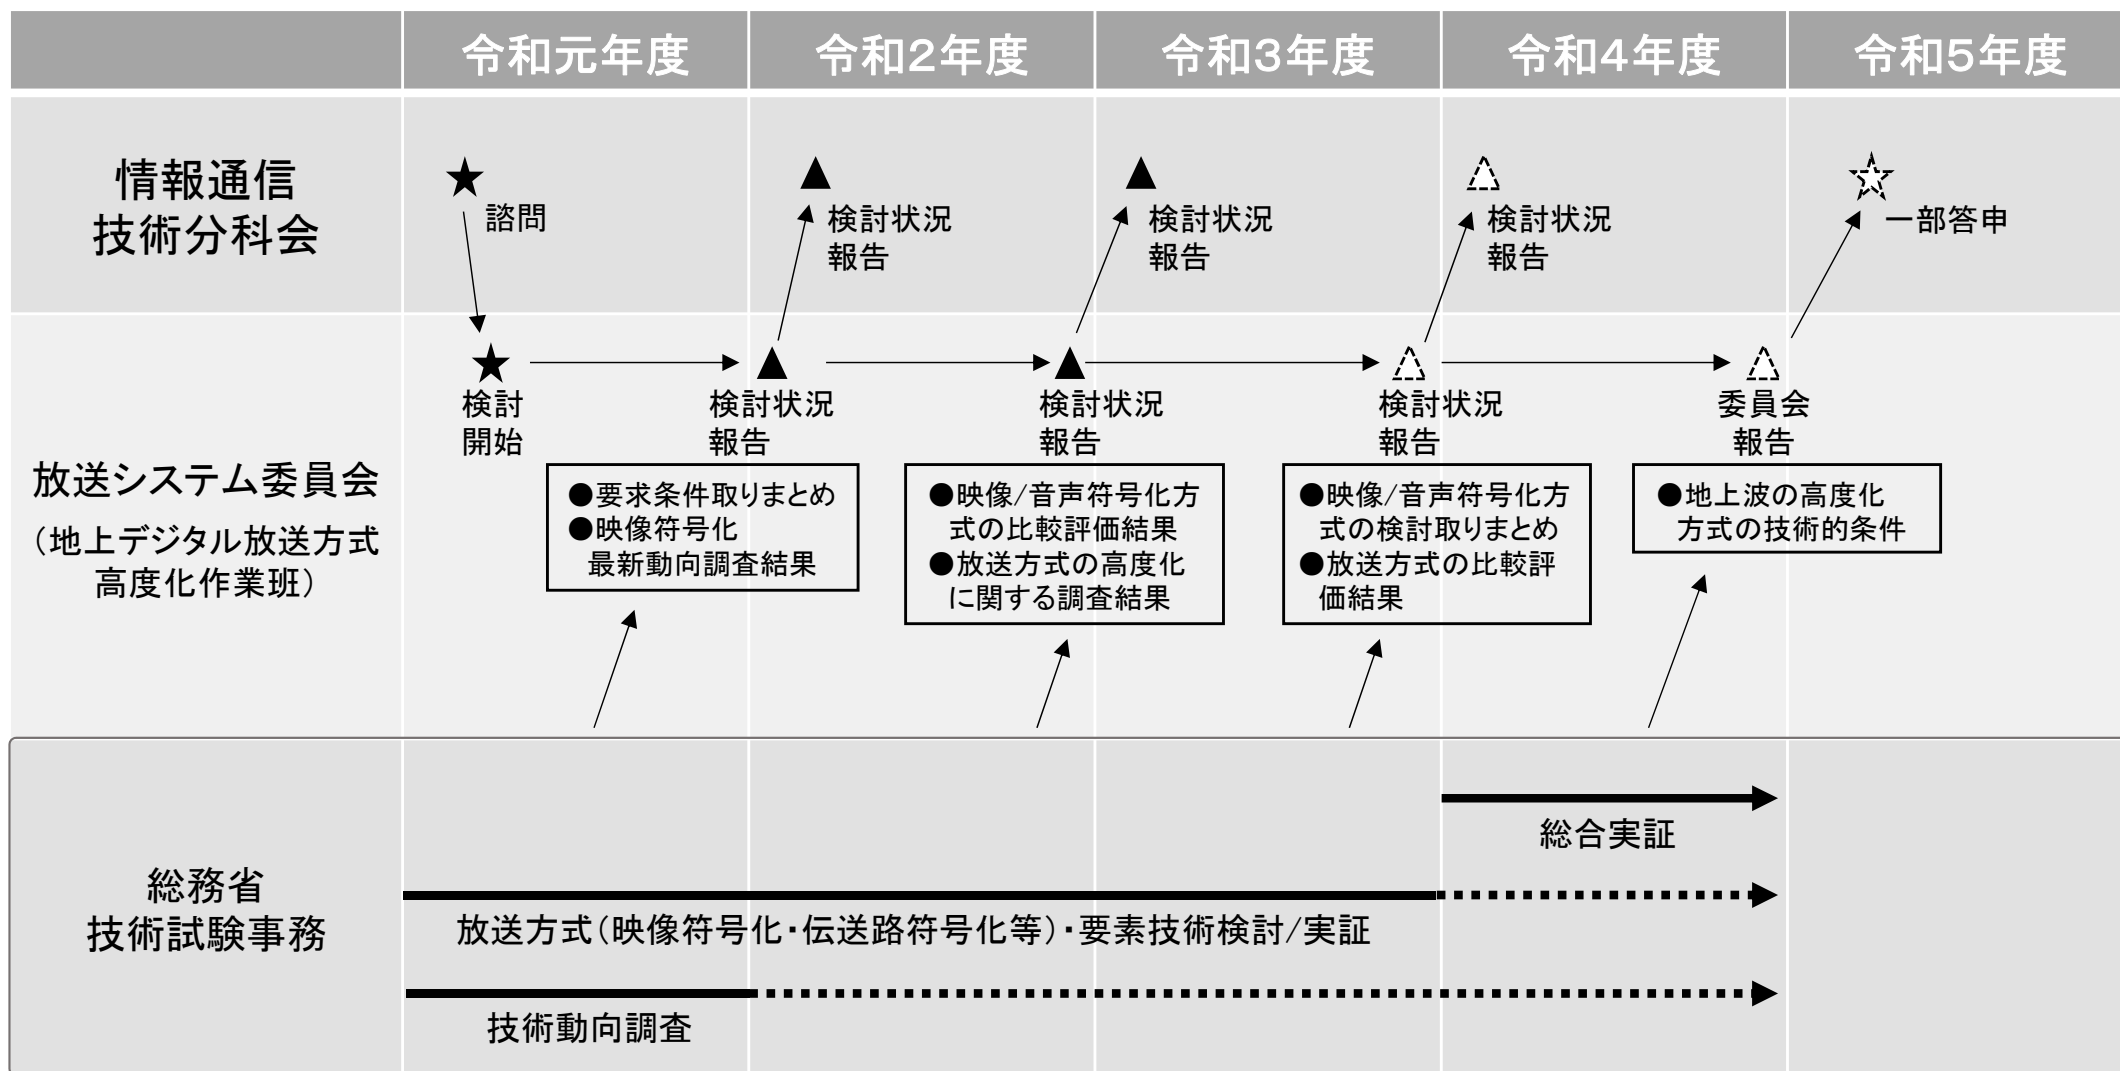 令和元年度
令和2年度
令和3年度
令和4年度
令和5年度
情報通信
技術分科会
諮問
検討状況
報告
検討状況
報告
検討状況
報告
一部答申
放送システム委員会
（地上デジタル放送方式
高度化作業班）
検討
開始
検討状況
報告
検討状況
報告
検討状況
報告
委員会
報告
●要求条件取りまとめ
●映像符号化
最新動向調査結果
●映像/音声符号化方
式の比較評価結果
●放送方式の高度化
に関する調査結果
●映像/音声符号化方
式の検討取りまとめ
●放送方式の比較評
価結果
●地上波の高度化
方式の技術的条件
総務省
技術試験事務
総合実証
放送方式（映像符号化・伝送路符号化等）・要素技術検討/実証
技術動向調査